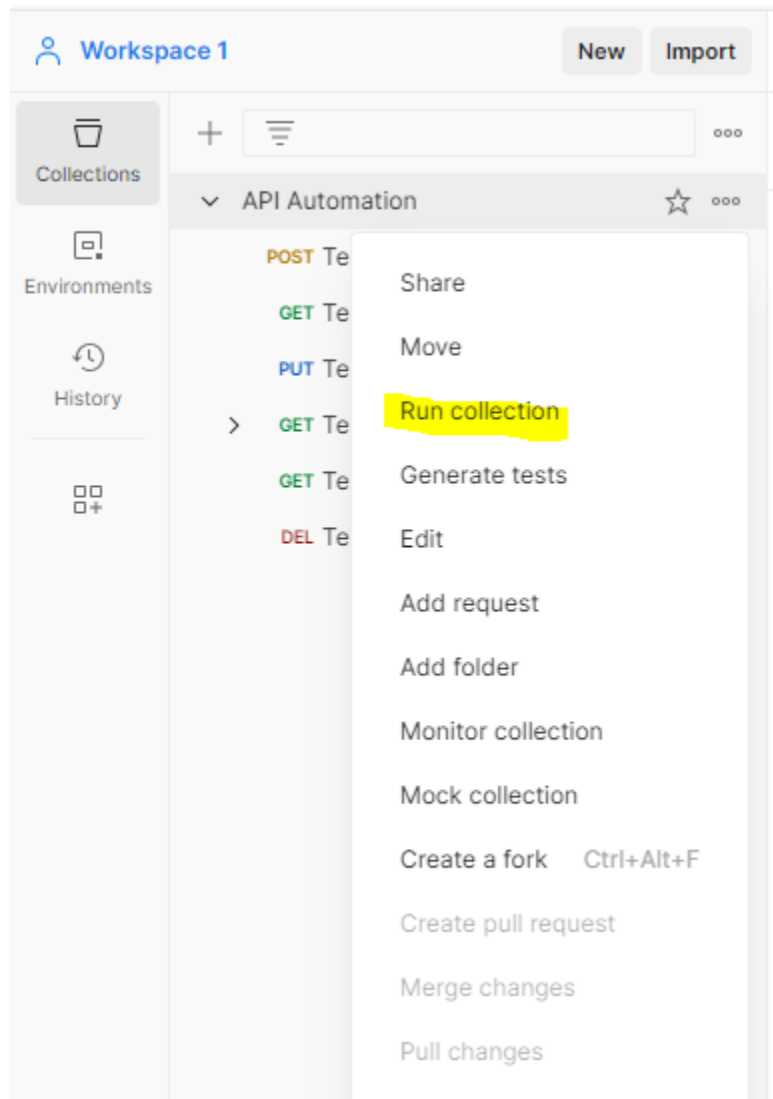 Workspace 1
New
Import
Collections
API Automation
POST Te
Environments
GET Te
PUT Te
History
GET Te
GET Te
DEL Te
Share
Move
Run collection
Generate tests
Edit
Add request
Add folder
Monitor collection
Mock collection
Create a fork Ctrl+Alt+F
Create pull request
Merge changes
Pull changes